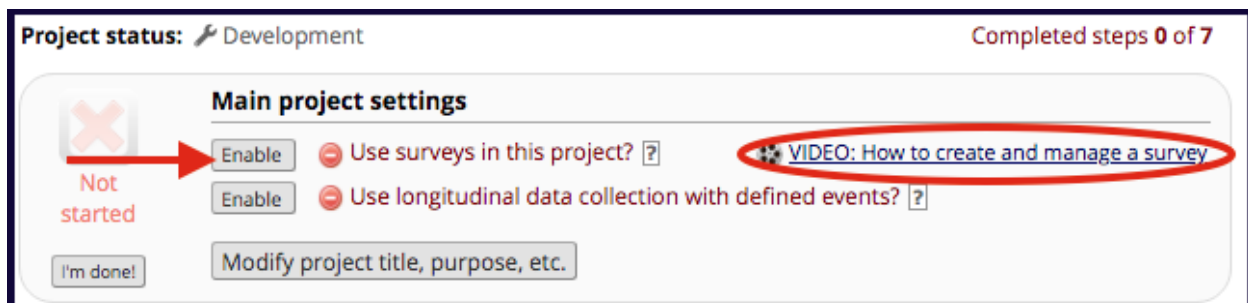 Project status: Development Completed steps 0 of 7
Main project settings
Enable Use surveys in this project? ? VIDEO: How to create and manage a survey
Not started
Enable Use longitudinal data collection with defined events? ?
I'm done!
Modify project title, purpose, etc.